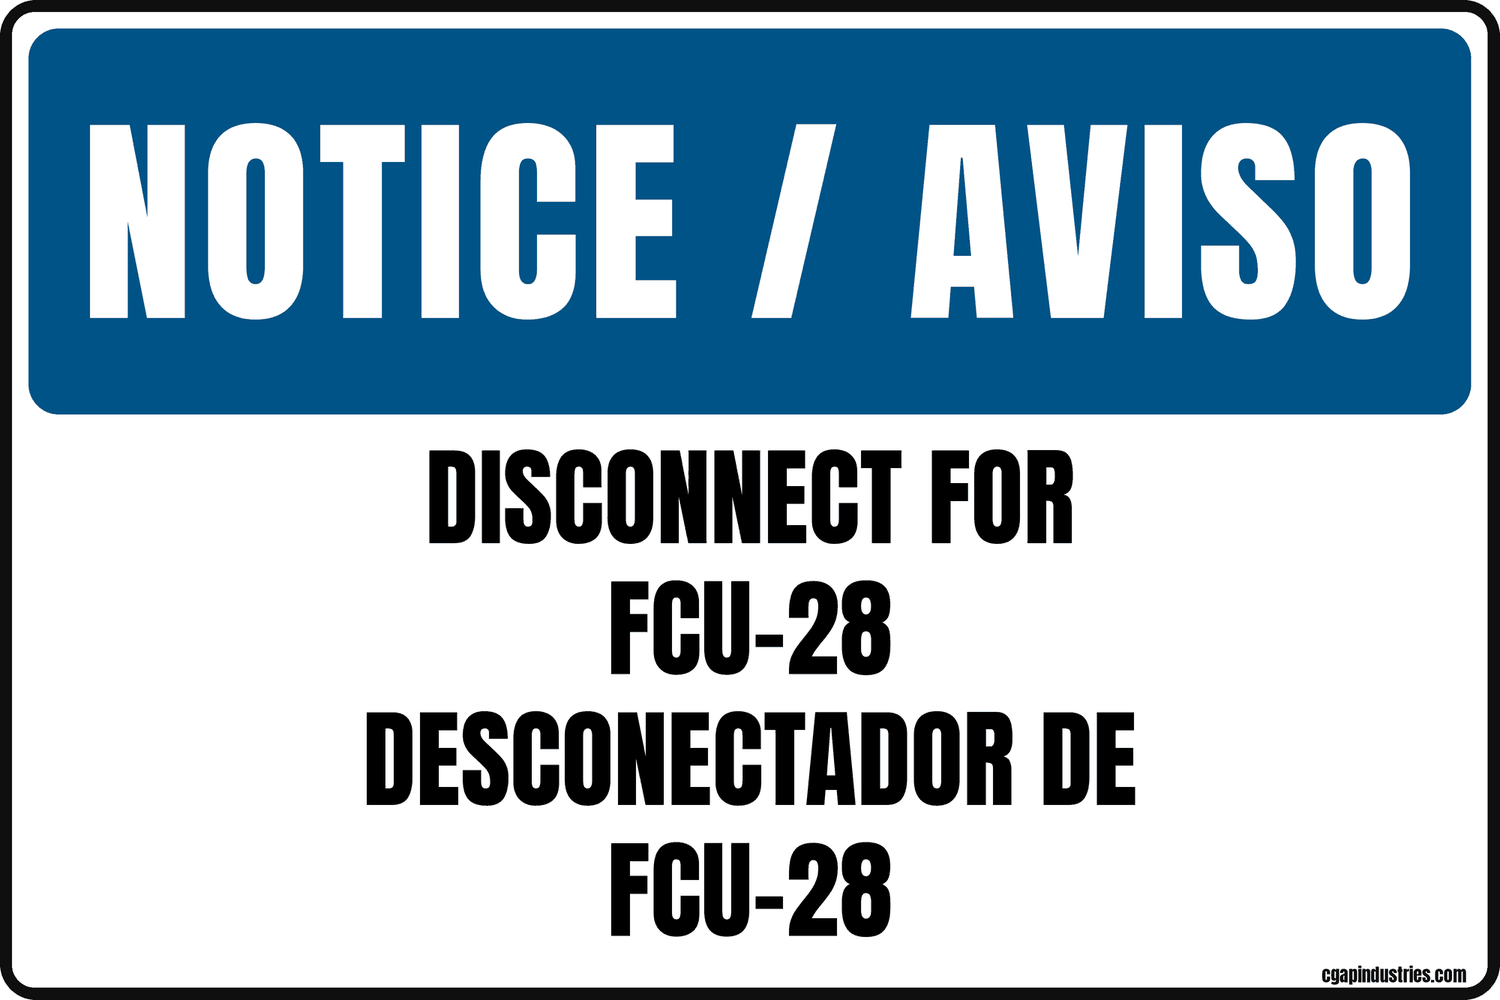 NOTICE / AVISO
DISCONNECT FOR
FCU-28
DESCONECTADOR DE
FCU-28
cgapindustries.com